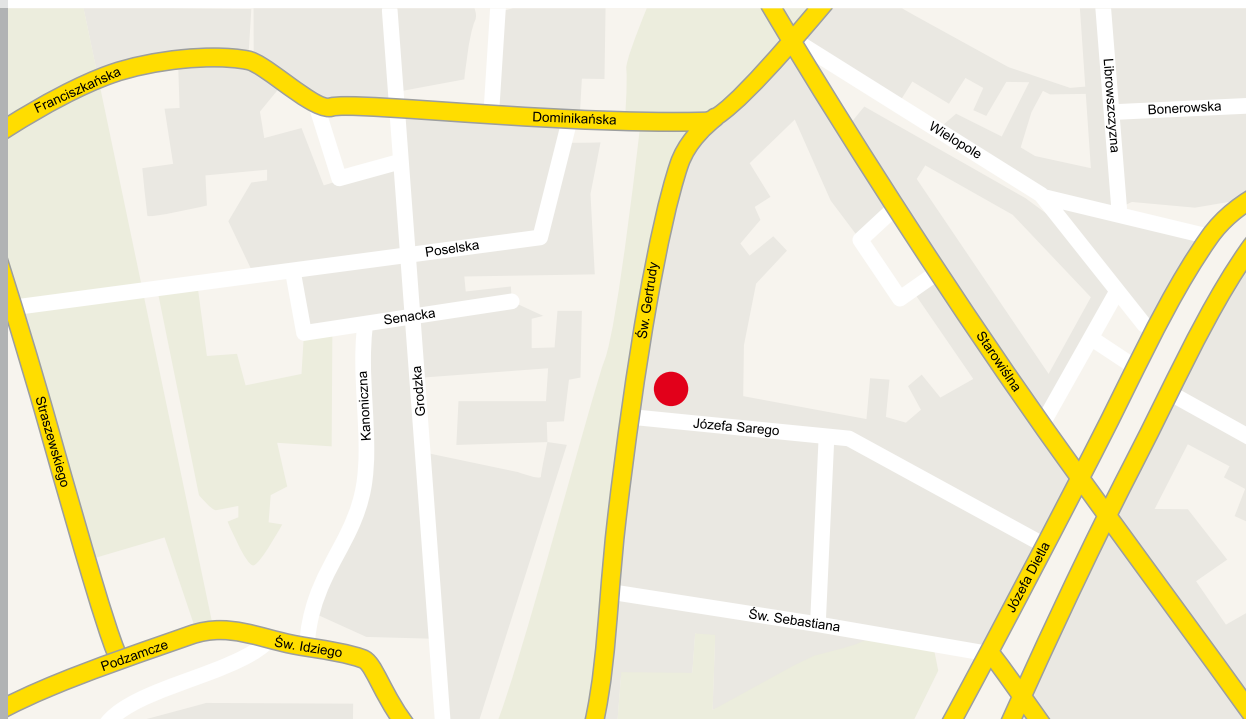 Franciszkańska
Dominikańska
Librowszczyzna
Bonerowska
Wielopole
Poselska
Św. Gertrudy
Senacka
Starowiślna
Kanoniczna
Grodzka
Straszewskiego
Józefa Sarego
Józefa Dietla
Św. Sebastiana
Podzamcze
Św. Idziego